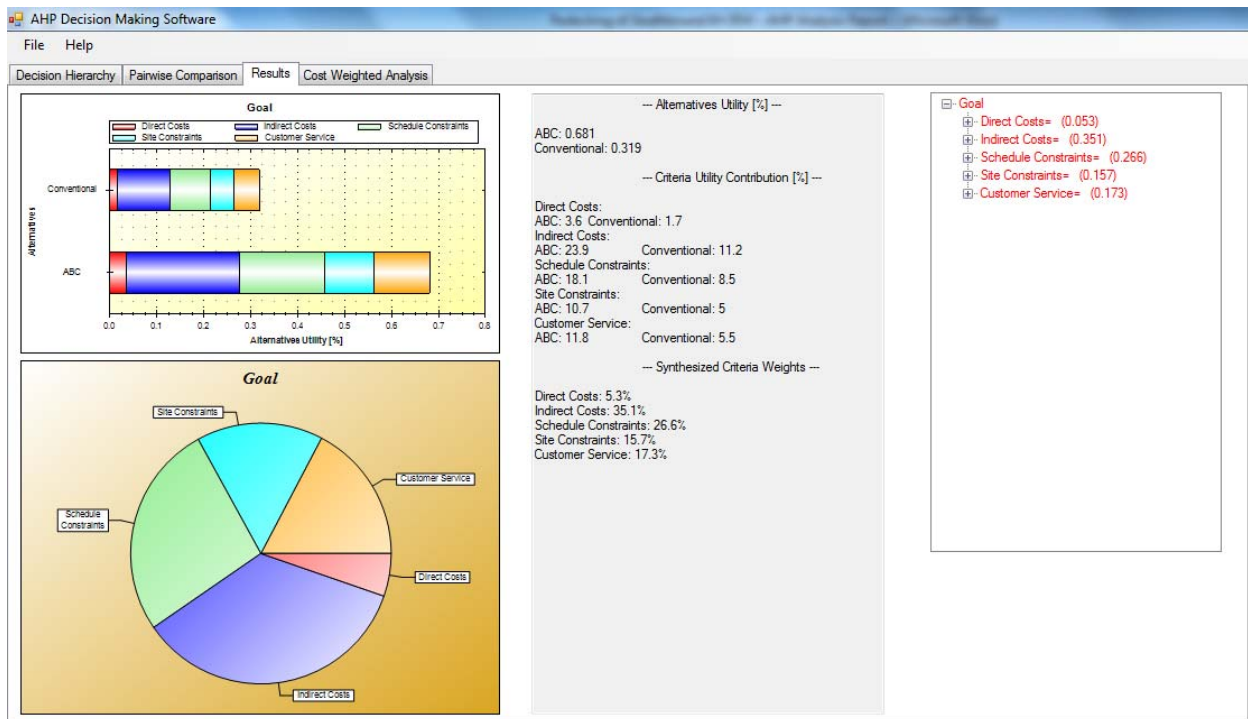 AHP Decision Making Software
File Help
Decision Hierarchy Pairwise Comparison Results Cost Weighted Analysis
Goal
Direct Costs Indirect Costs Schedule Constraints
Site Constraints Customer Service
Alternatives
Conventional
ABC
0.0 0.1 0.2 0.3 0.4 0.5 0.6 0.7 0.8
Alternatives Utility [%]
Goal
Site Constraints
Customer Service
Schedule
Constraints
Direct Costs
Indirect Costs
--- Alternatives Utility [%] ---
ABC: 0.681
Conventional: 0.319
--- Criteria Utility Contribution [%] ---
Direct Costs:
ABC: 3.6 Conventional: 1.7
Indirect Costs:
ABC: 23.9 Conventional: 11.2
Schedule Constraints:
ABC: 18.1 Conventional: 8.5
Site Constraints:
ABC: 10.7 Conventional: 5
Customer Service:
ABC: 11.8 Conventional: 5.5
--- Synthesized Criteria Weights ---
Direct Costs: 5.3%
Indirect Costs: 35.1%
Schedule Constraints: 26.6%
Site Constraints: 15.7%
Customer Service: 17.3%
Goal
Direct Costs= (0.053)
Indirect Costs= (0.351)
Schedule Constraints= (0.266)
Site Constraints= (0.157)
Customer Service= (0.173)